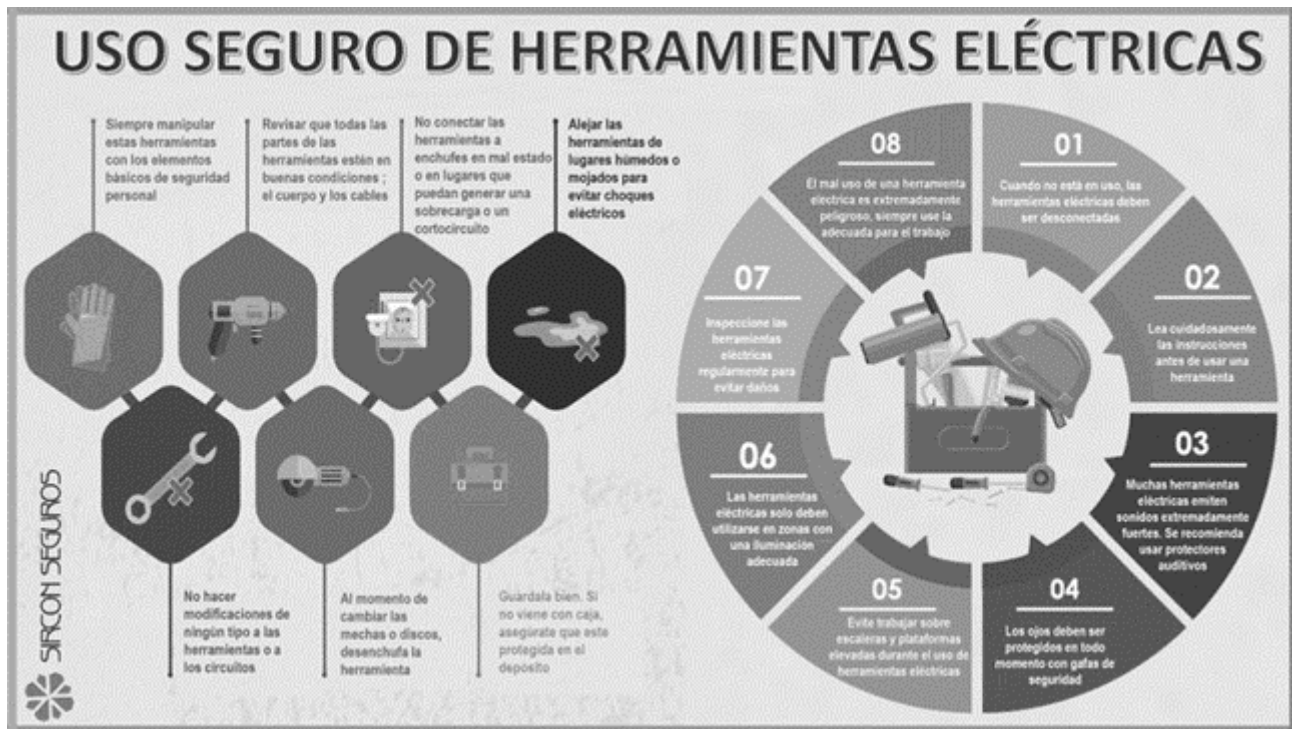 USO SEGURO DE HERRAMIENTAS ELÉCTRICAS
Siempre manipular
estas herramientas
con los elementos
básicos de seguridad
personal
Revisar que todas las
partes de las
herramientas estén en
buenas condiciones ;
el cuerpo y los cables
No conectar las
herramientas a
enchufes en mal estado
o en lugares que
puedan generar una
sobrecarga o un
cortocircuito
Alejar las
herramientas de
lugares húmedos o
mojados para
evitar choques
eléctricos
No hacer
modificaciones de
ningún tipo a las
herramientas o a
los circuitos
Al momento de
cambiar las
mechas o discos,
desenchufa la
herramienta
Guárdala bien. Si
no viene con caja,
asegúrate que este
protegida en el
depósito
SIRCON SEGUROS
01
Cuando no está en uso, las
herramientas eléctricas deben
ser desconectadas
02
Lea cuidadosamente
las instrucciones
antes de usar una
herramienta
03
Muchas herramientas
eléctricas emiten
sonidos extremadamente
fuertes. Se recomienda
usar protectores
auditivos
04
Los ojos deben ser
protegidos en todo
momento con gafas de
seguridad
05
Evite trabajar sobre
escaleras y plataformas
elevadas durante el uso de
herramientas eléctricas
06
Las herramientas
eléctricas solo deben
utilizarse en zonas con
una iluminación
adecuada
07
Inspeccione las
herramientas
eléctricas
regularmente para
evitar daños
08
El mal uso de una herramienta
electrica es extremadamente
peligroso, siempre use la
adecuada para el trabajo